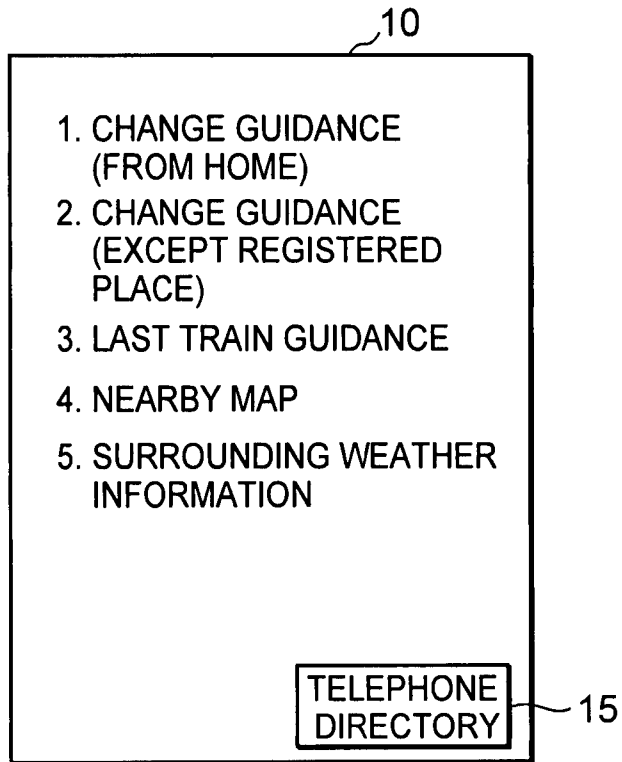 10
1. CHANGE GUIDANCE
(FROM HOME)
2. CHANGE GUIDANCE
(EXCEPT REGISTERED
PLACE)
3. LAST TRAIN GUIDANCE
4. NEARBY MAP
5. SURROUNDING WEATHER
INFORMATION
TELEPHONE
DIRECTORY
15